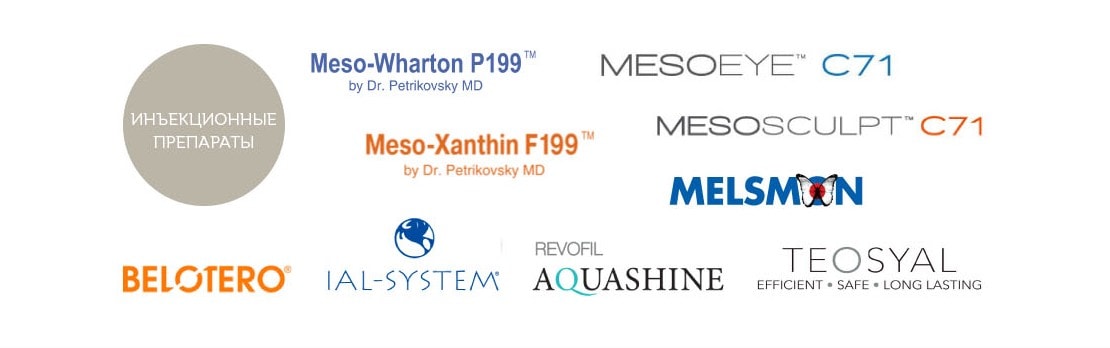 ИНЪЕКЦИОННЫЕ
ПРЕПАРАТЫ
Meso-Wharton P199™
by Dr. Petrikovsky MD
MESOEYE™ C71
Meso-Xanthin F199™
by Dr. Petrikovsky MD
MESOSCULPT™ C71
MELSMON
BELOTERO®
IAL-SYSTEM®
REVOFIL
AQUASHINE
TEOSYAL
EFFICIENT • SAFE • LONG LASTING